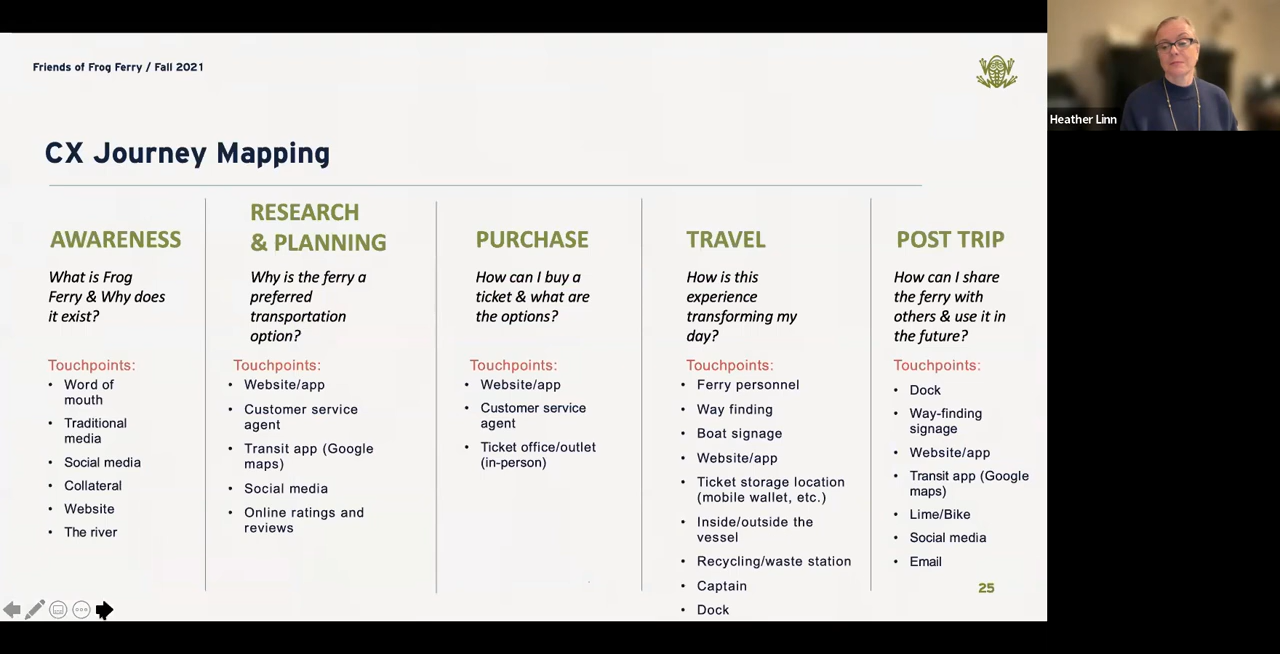 Friends of Frog Ferry / Fall 2021
Heather Linn
CX Journey Mapping
AWARENESS
What is Frog
Ferry & Why does
it exist?
Touchpoints:
• Word of
mouth
• Traditional
media
• Social media
• Collateral
• Website
• The river
RESEARCH
& PLANNING
Why is the ferry a
preferred
transportation
option?
Touchpoints:
• Website/app
• Customer service
agent
• Transit app (Google
maps)
• Social media
• Online ratings and
reviews
PURCHASE
How can I buy a
ticket & what are
the options?
Touchpoints:
• Website/app
• Customer service
agent
• Ticket office/outlet
(in-person)
TRAVEL
How is this
experience
transforming my
day?
Touchpoints:
• Ferry personnel
• Way finding
• Boat signage
• Website/app
• Ticket storage location
(mobile wallet, etc.)
• Inside/outside the
vessel
• Recycling/waste station
• Captain
• Dock
POST TRIP
How can I share
the ferry with
others & use it in
the future?
Touchpoints:
• Dock
• Way-finding
signage
• Website/app
• Transit app (Google
maps)
• Lime/Bike
• Social media
• Email
25